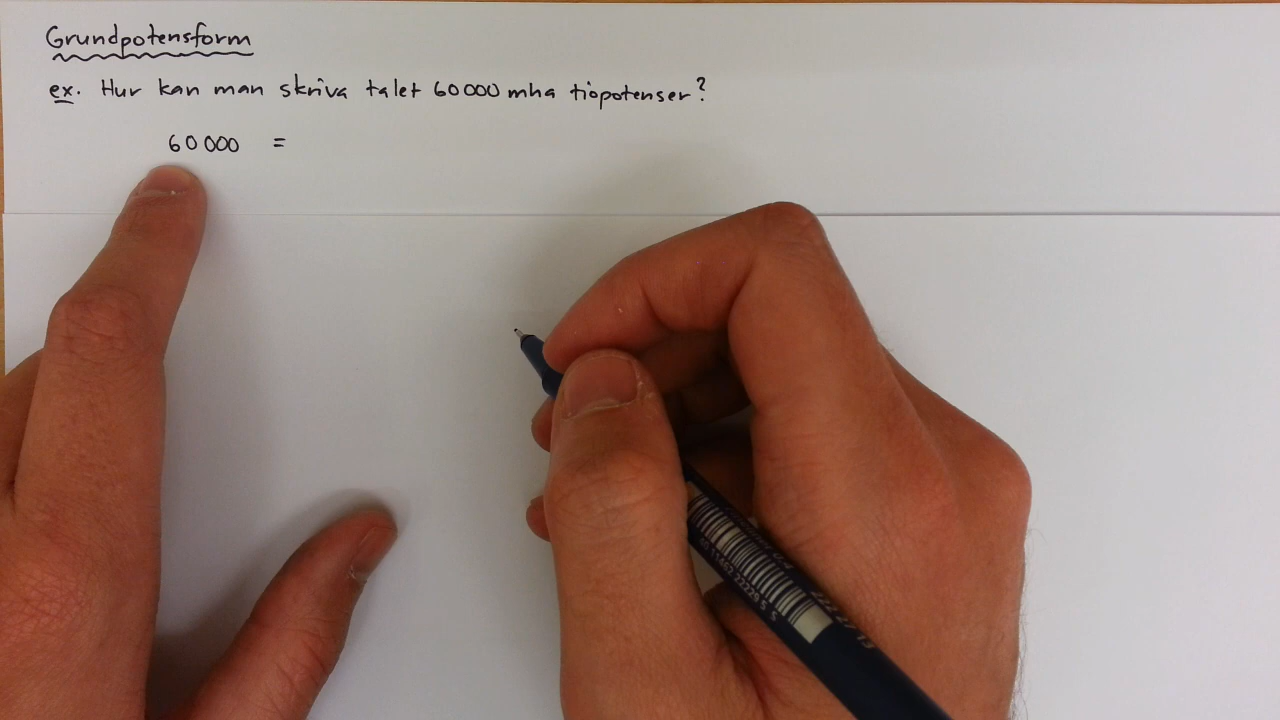 Grundpotensform
ex. Hur kan man skriva talet 60 000 mha tiopotenser?
60 000 =